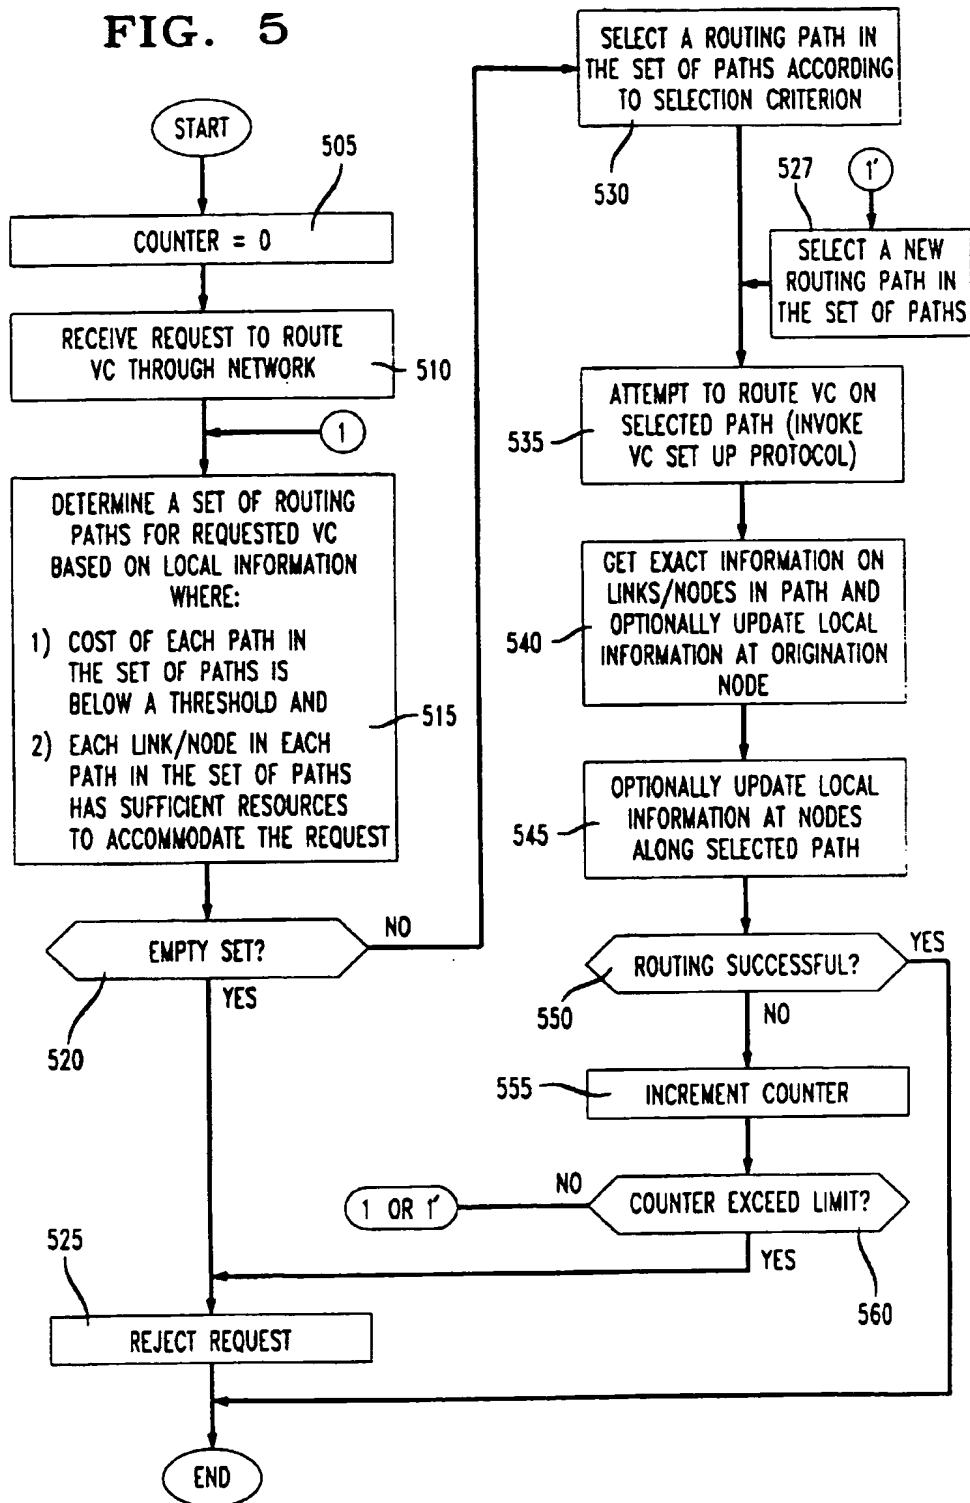 FIG. 5
START
505
COUNTER = 0
RECEIVE REQUEST TO ROUTE
VC THROUGH NETWORK
510
1
DETERMINE A SET OF ROUTING
PATHS FOR REQUESTED VC
BASED ON LOCAL INFORMATION
WHERE:
1) COST OF EACH PATH IN
THE SET OF PATHS IS
BELOW A THRESHOLD AND
515
2) EACH LINK/NODE IN EACH
PATH IN THE SET OF PATHS
HAS SUFFICIENT RESOURCES
TO ACCOMMODATE THE REQUEST
EMPTY SET?
NO
YES
520
525
REJECT REQUEST
END
SELECT A ROUTING PATH IN
THE SET OF PATHS ACCORDING
TO SELECTION CRITERION
530
527
1'
SELECT A NEW
ROUTING PATH IN
THE SET OF PATHS
ATTEMPT TO ROUTE VC ON
SELECTED PATH (INVOKE
VC SET UP PROTOCOL)
535
GET EXACT INFORMATION ON
LINKS/NODES IN PATH AND
OPTIONALLY UPDATE LOCAL
INFORMATION AT ORIGINATION
NODE
540
OPTIONALLY UPDATE LOCAL
INFORMATION AT NODES
ALONG SELECTED PATH
545
ROUTING SUCCESSFUL?
YES
550
NO
555
INCREMENT COUNTER
NO
1 OR 1'
COUNTER EXCEED LIMIT?
YES
560